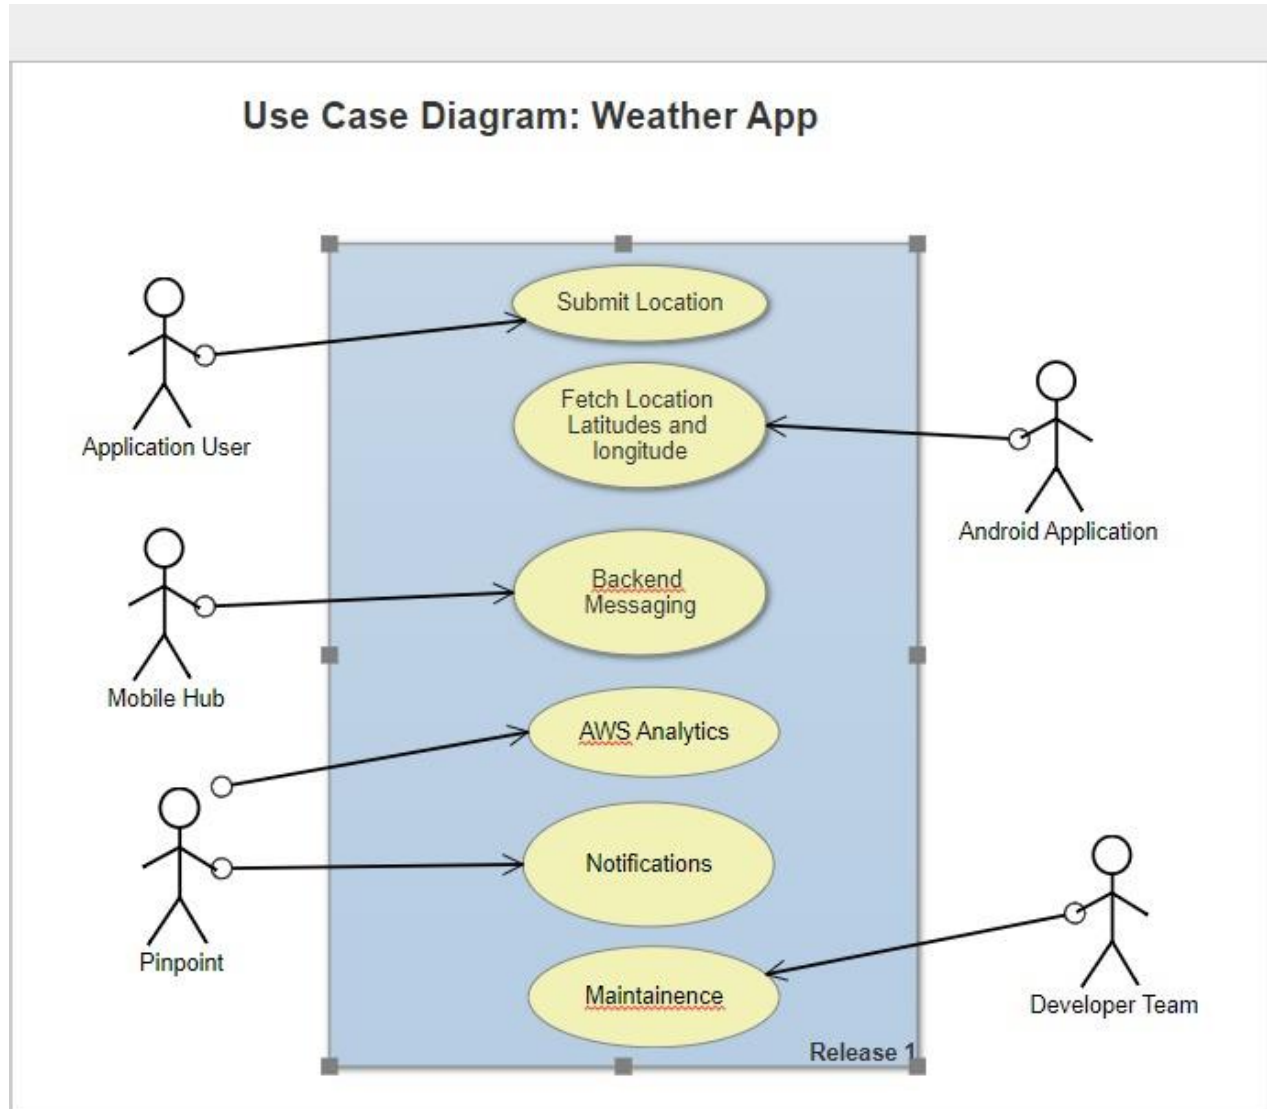 Use Case Diagram: Weather App
Submit Location
Application User
Fetch Location
Latitudes and
longitude
Android Application
Backend
Messaging
Mobile Hub
AWS Analytics
Notifications
Pinpoint
Maintainence
Developer Team
Release 1